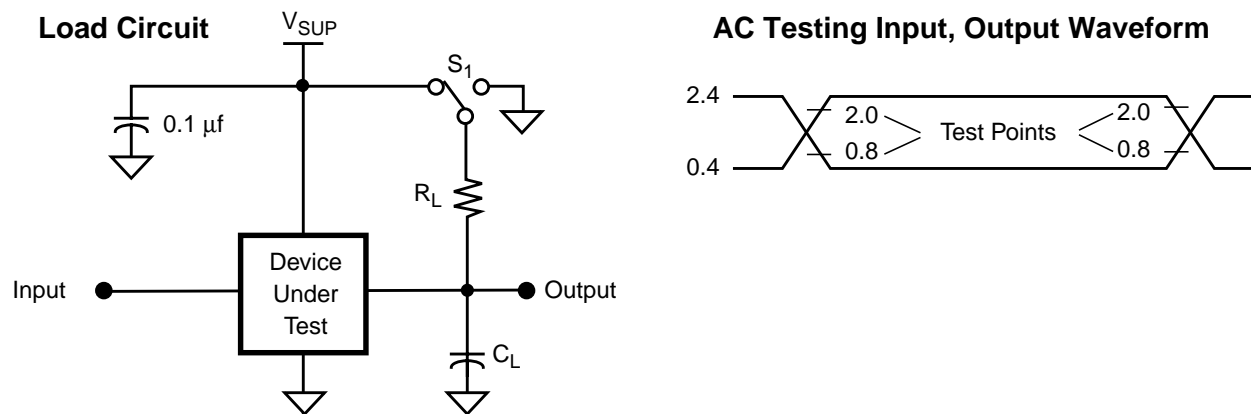 Load Circuit
V_SUP
S_1
0.1 μf
R_L
Input
Device
Under
Test
Output
C_L
AC Testing Input, Output Waveform
2.4
2.0
Test Points
2.0
0.8
0.8
0.4